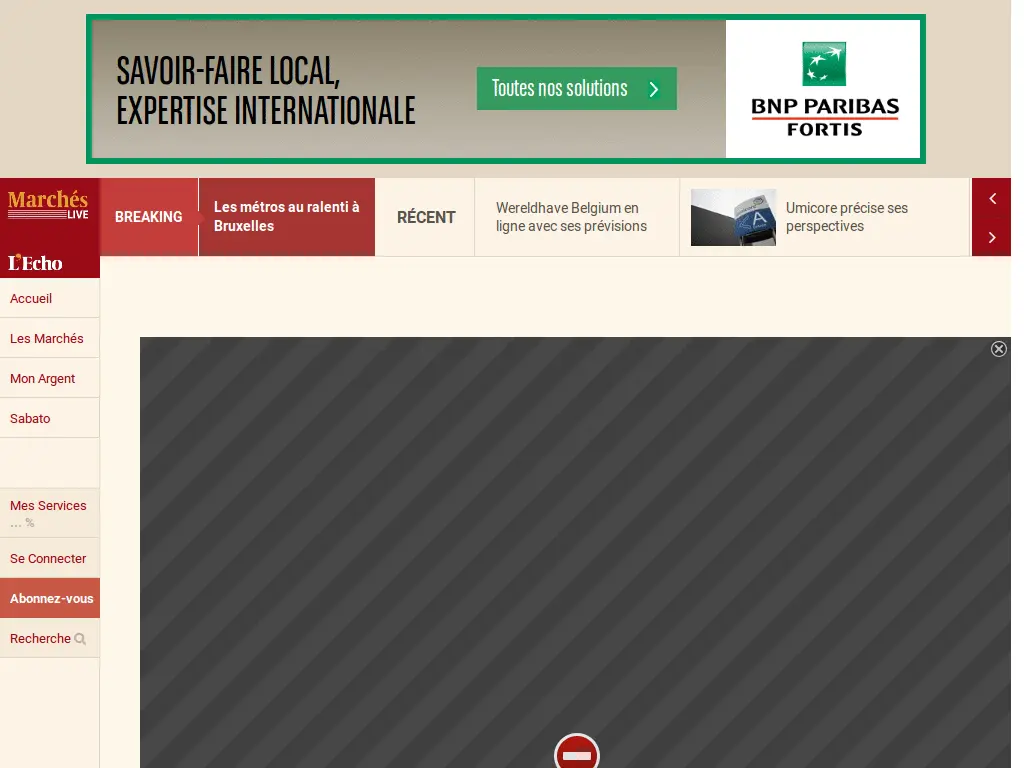 SAVOIR-FAIRE LOCAL,
EXPERTISE INTERNATIONALE
Toutes nos solutions
BNP PARIBAS
FORTIS
Marchés
LIVE
L'Echo
BREAKING
Les métros au ralenti à
Bruxelles
RÉCENT
Wereldhave Belgium en
ligne avec ses prévisions
A
Umicore précise ses
perspectives
Accueil
Les Marchés
Mon Argent
Sabato
Mes Services
... %
Se Connecter
Abonnez-vous
Recherche